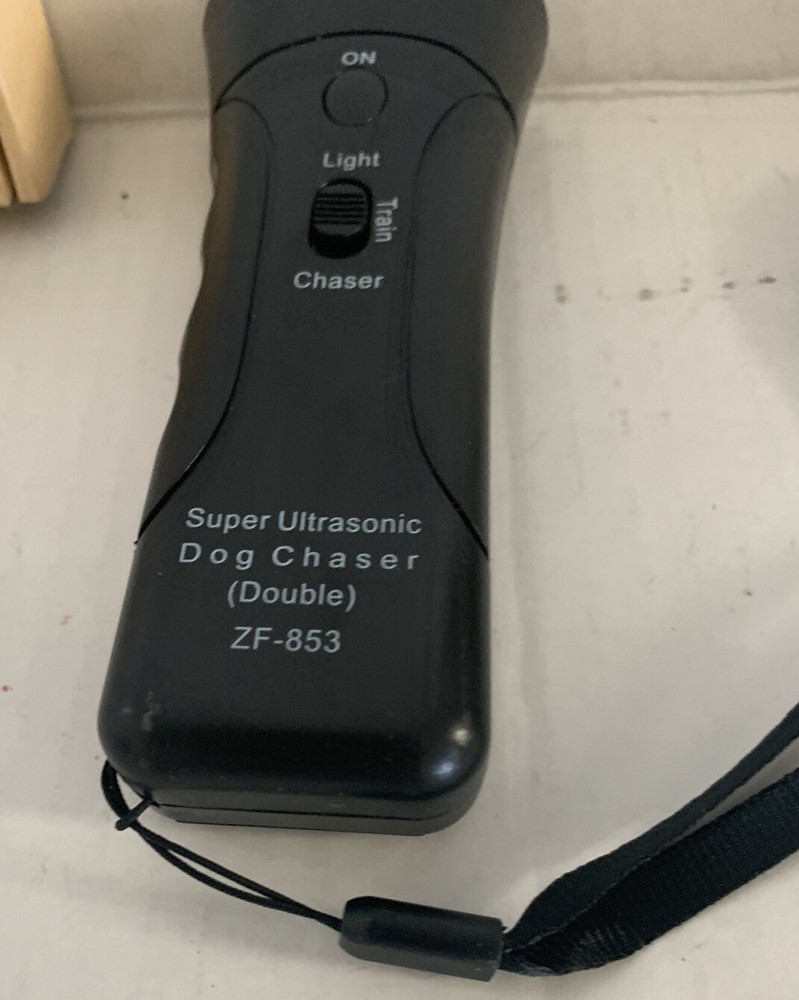 ON
Light
Train
Chaser
Super Ultrasonic
Dog Chaser
(Double)
ZF-853